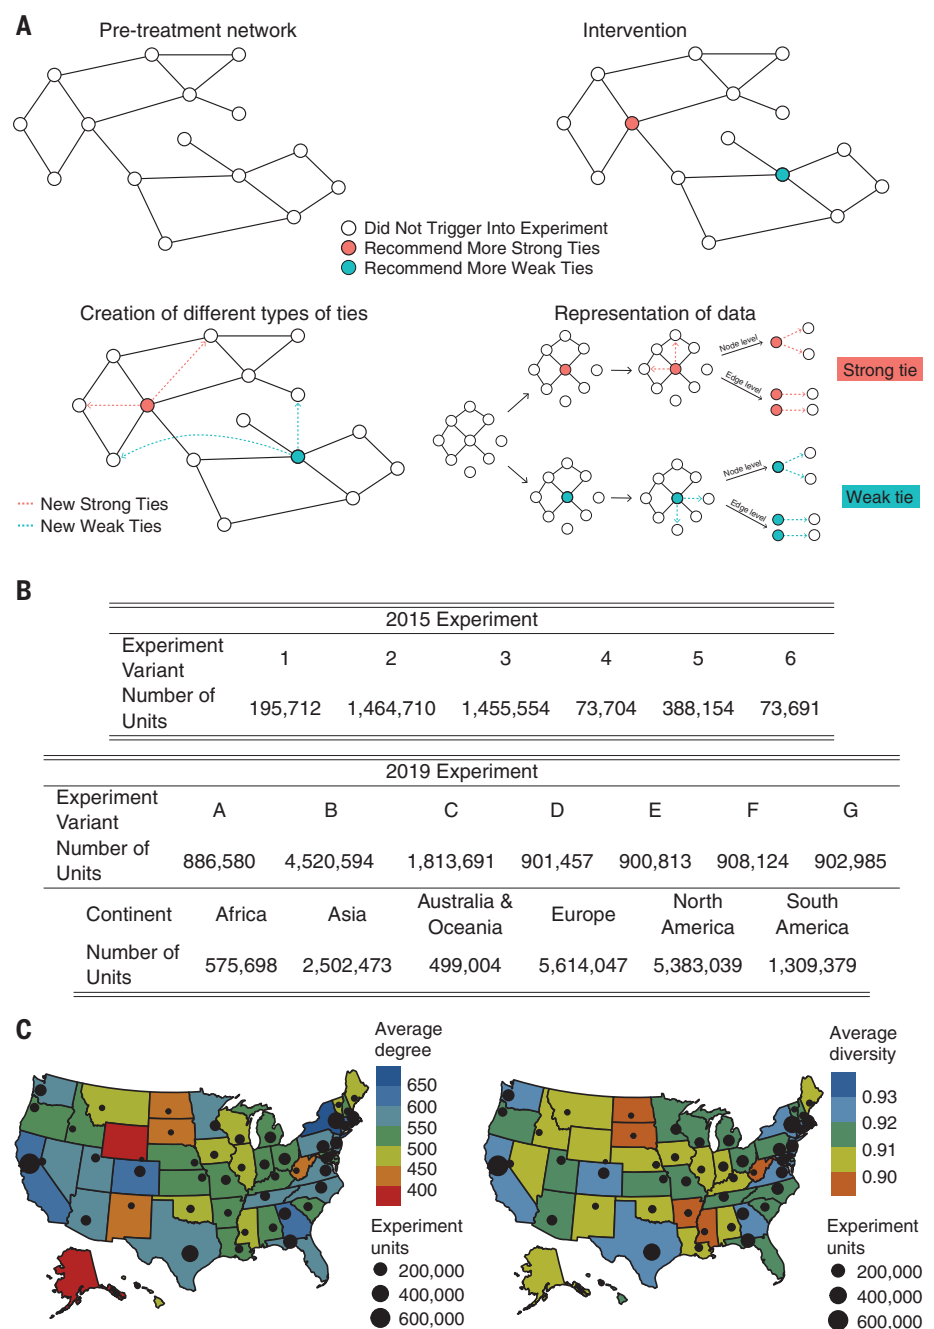 A
Pre-treatment network
Intervention
Did Not Trigger Into Experiment
Recommend More Strong Ties
Recommend More Weak Ties
Creation of different types of ties
New Strong Ties
New Weak Ties
Representation of data
Node level
Edge level
Strong tie
Node level
Edge level
Weak tie
B
2015 Experiment
Experiment
Variant 1 2 3 4 5 6
Number of
Units 195,712 1,464,710 1,455,554 73,704 388,154 73,691
2019 Experiment
Experiment
Variant A B C D E F G
Number of
Units 886,580 4,520,594 1,813,691 901,457 900,813 908,124 902,985
Continent Africa Asia Australia & Oceania Europe North America South America
Number of
Units 575,698 2,502,473 499,004 5,614,047 5,383,039 1,309,379
C
Average
degree
650
600
550
500
450
400
Experiment
units
200,000
400,000
600,000
Average
diversity
0.93
0.92
0.91
0.90
Experiment
units
200,000
400,000
600,000